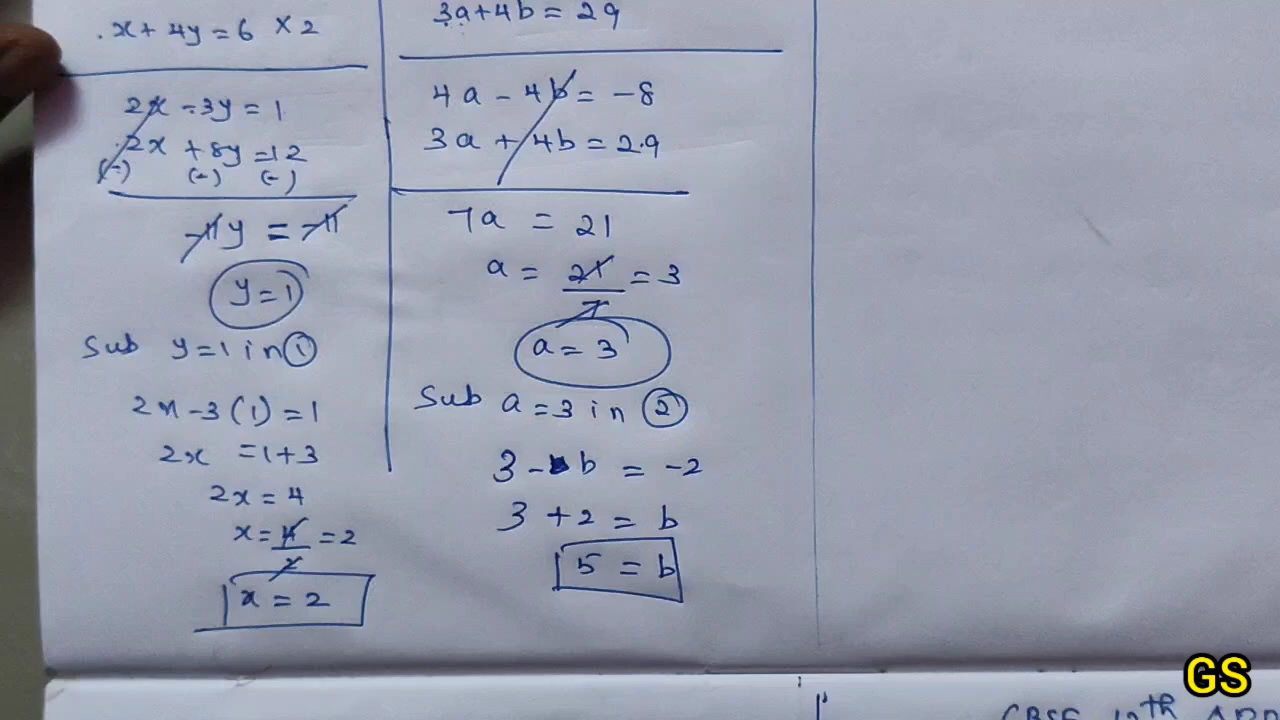 x + 4y = 6 × 2
2x - 3y = 1
2x + 8y = 12
(-) (-) (-)
-11y = -11
y = 1
Sub y = 1 in ①
2x - 3 (1) = 1
2x = 1 + 3
2x = 4
x = 4/2 = 2
x = 2
3a + 4b = 29
4a - 4b = -8
3a + 4b = 29
7a = 21
a = 21/7 = 3
a = 3
Sub a = 3 in ②
3 - b = -2
3 + 2 = b
5 = b
GS
CBSE 10th